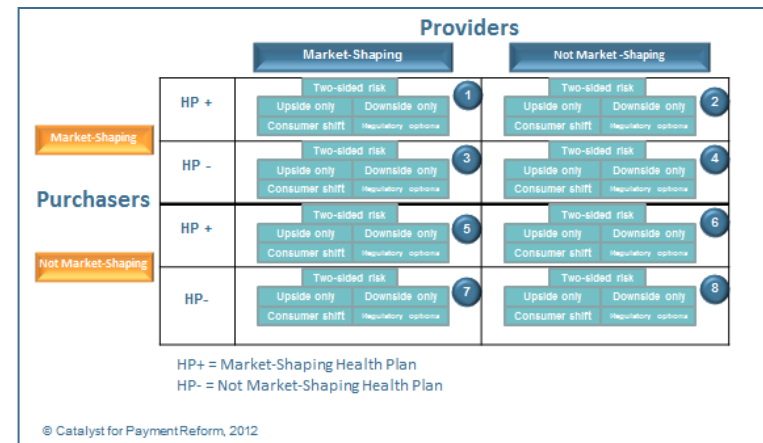 Providers
Market-Shaping
Not Market -Shaping
Purchasers
Market-Shaping
Not Market-Shaping
HP +
Two-sided risk
Upside only Downside only
Consumer shift Regulatory options
1
Two-sided risk
Upside only Downside only
Consumer shift Regulatory options
2
HP -
Two-sided risk
Upside only Downside only
Consumer shift Regulatory options
3
Two-sided risk
Upside only Downside only
Consumer shift Regulatory options
4
HP +
Two-sided risk
Upside only Downside only
Consumer shift Regulatory options
5
Two-sided risk
Upside only Downside only
Consumer shift Regulatory options
6
HP-
Two-sided risk
Upside only Downside only
Consumer shift Regulatory options
7
Two-sided risk
Upside only Downside only
Consumer shift Regulatory options
8
HP+ = Market-Shaping Health Plan
HP- = Not Market-Shaping Health Plan
© Catalyst for Payment Reform, 2012